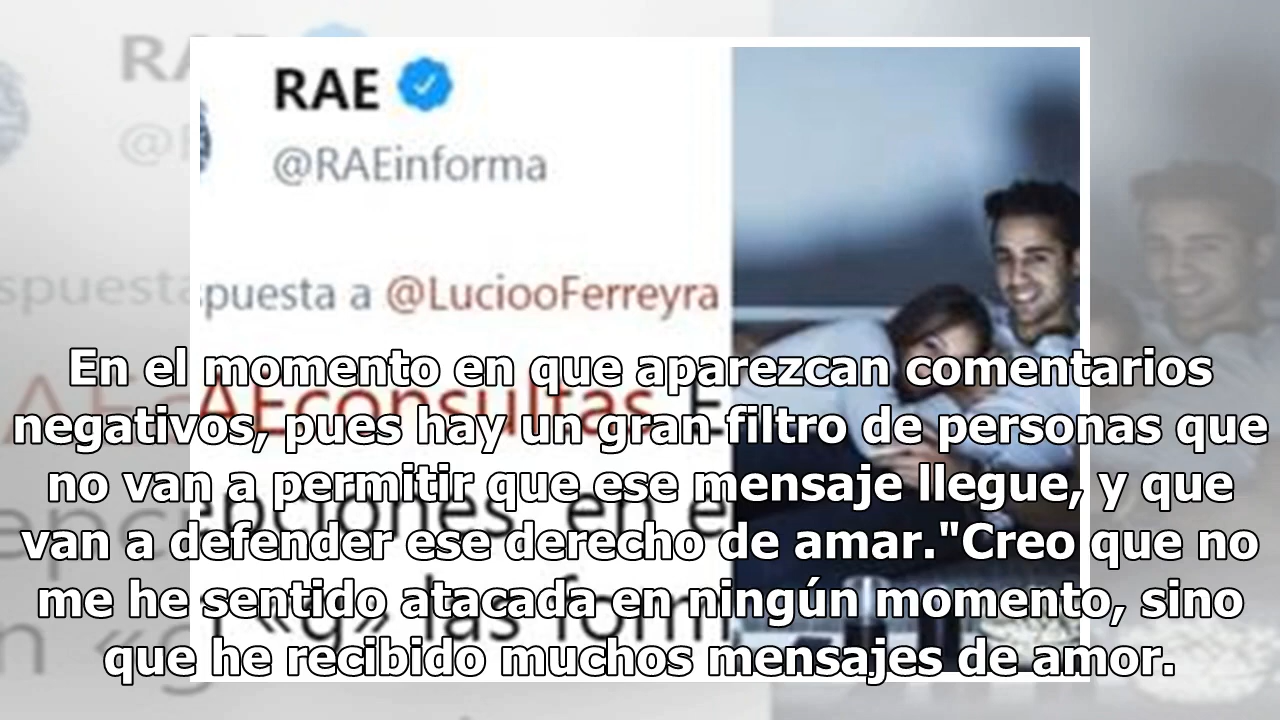 RAE
@RAEinforma
spuesta a @LuciooFerreyra
En el momento en que aparezcan comentarios
negativos, pues hay un gran filtro de personas que
no van a permitir que ese mensaje llegue, y que
van a defender ese derecho de amar."Creo que no
me he sentido atacada en ningún momento, sino
que he recibido muchos mensajes de amor.